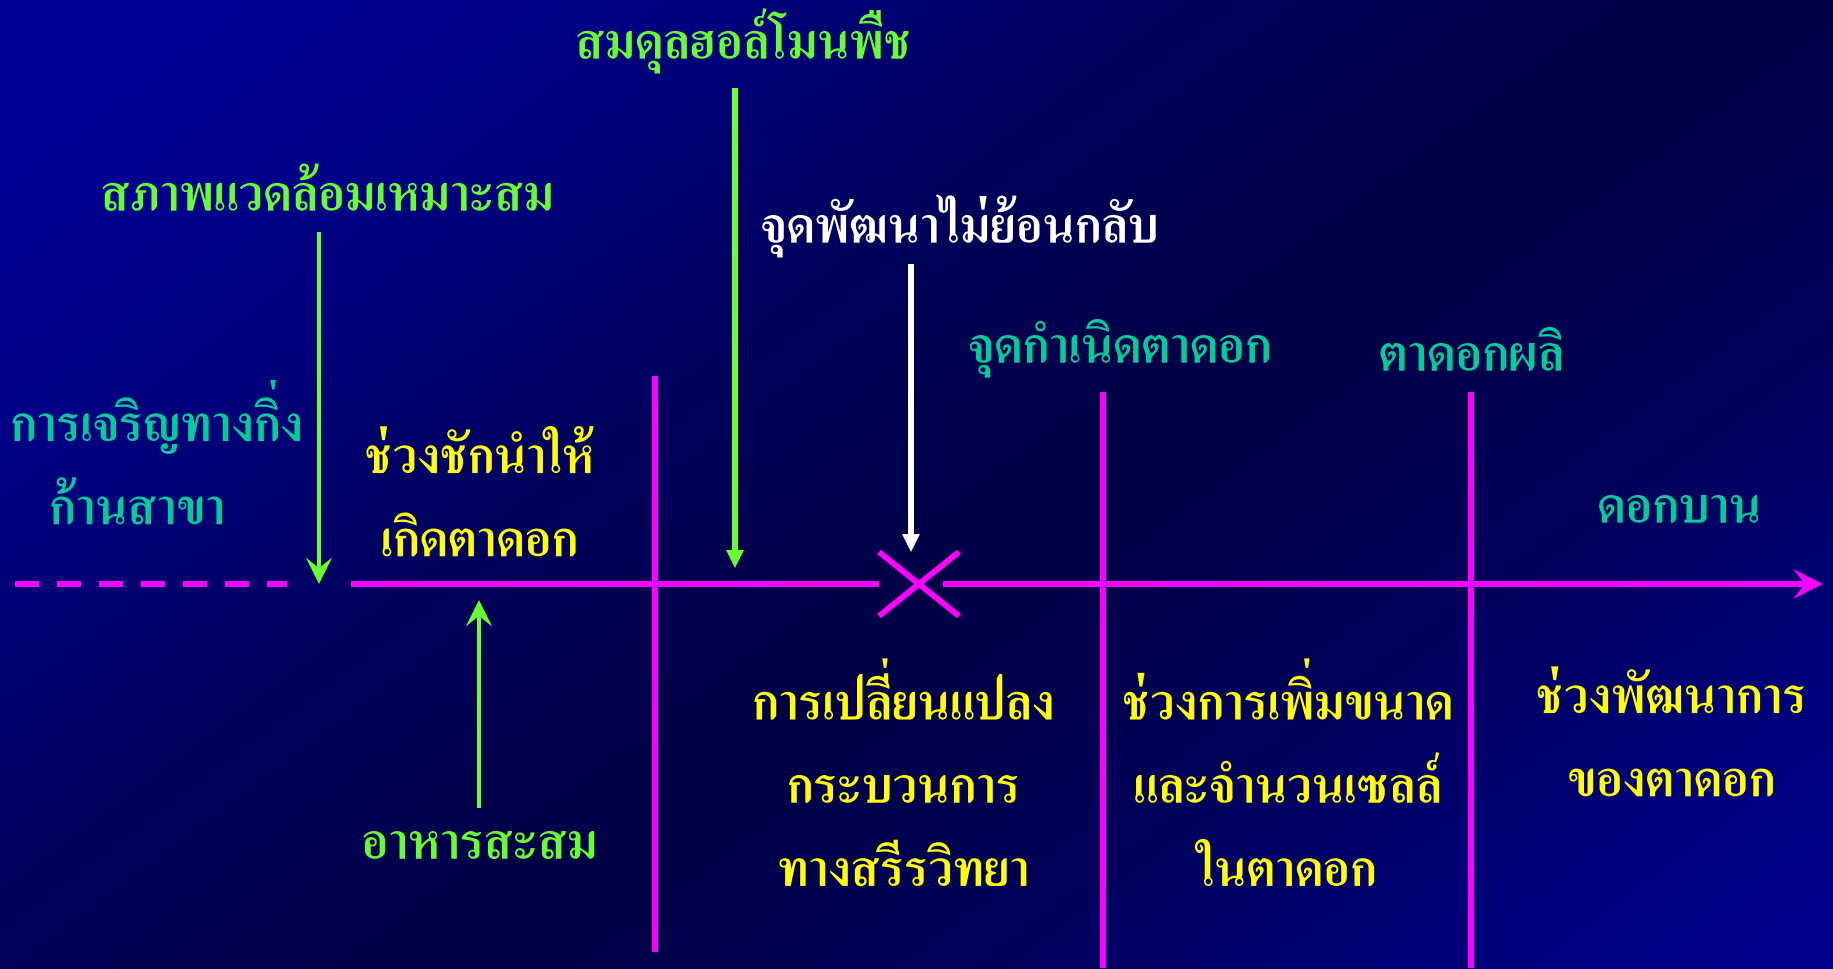 สมดุลฮอล์โมนพืช
สภาพแวดล้อมเหมาะสม
จุดพัฒนาไม่ย้อนกลับ
จุดกำเนิดตาดอก
ตาดอกผลิ
การเจริญทางกิ่ง
ก้านสาขา
ช่วงชักนำให้
เกิดตาดอก
ดอกบาน
อาหารสะสม
การเปลี่ยนแปลง
กระบวนการ
ทางสรีรวิทยา
ช่วงการเพิ่มขนาด
และจำนวนเซลล์
ในตาดอก
ช่วงพัฒนาการ
ของตาดอก